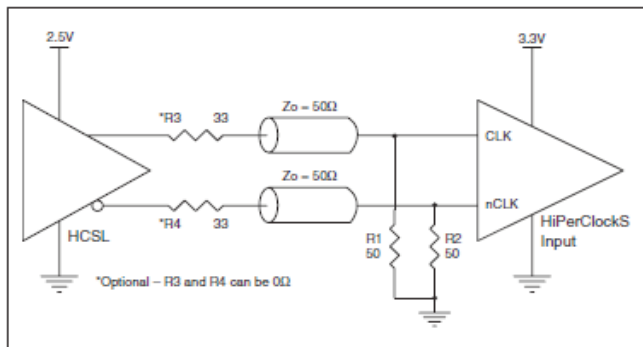 2.5V
3.3V
*R3 33
Zo = 50Ω
CLK
*R4 33
Zo = 50Ω
nCLK
HCSL
R1
50
R2
50
HiPerClockS
Input
*Optional – R3 and R4 can be 0Ω